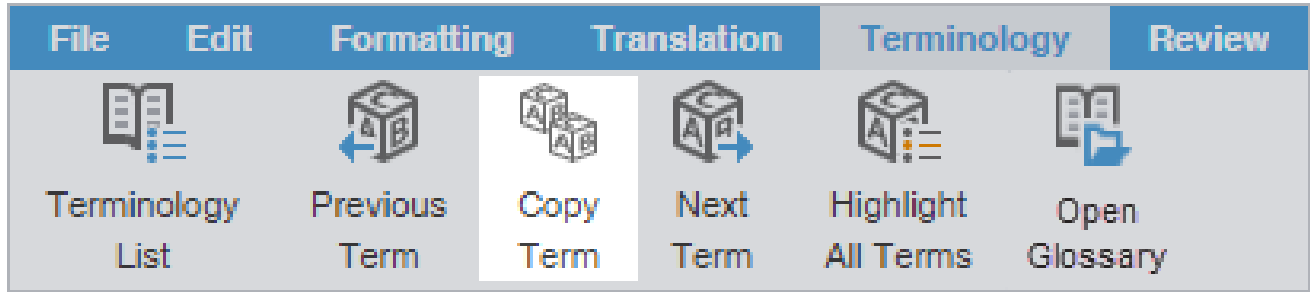 File Edit Formatting Translation Terminology Review
Terminology Previous Copy Next Highlight Open
List Term Term Term All Terms Glossary